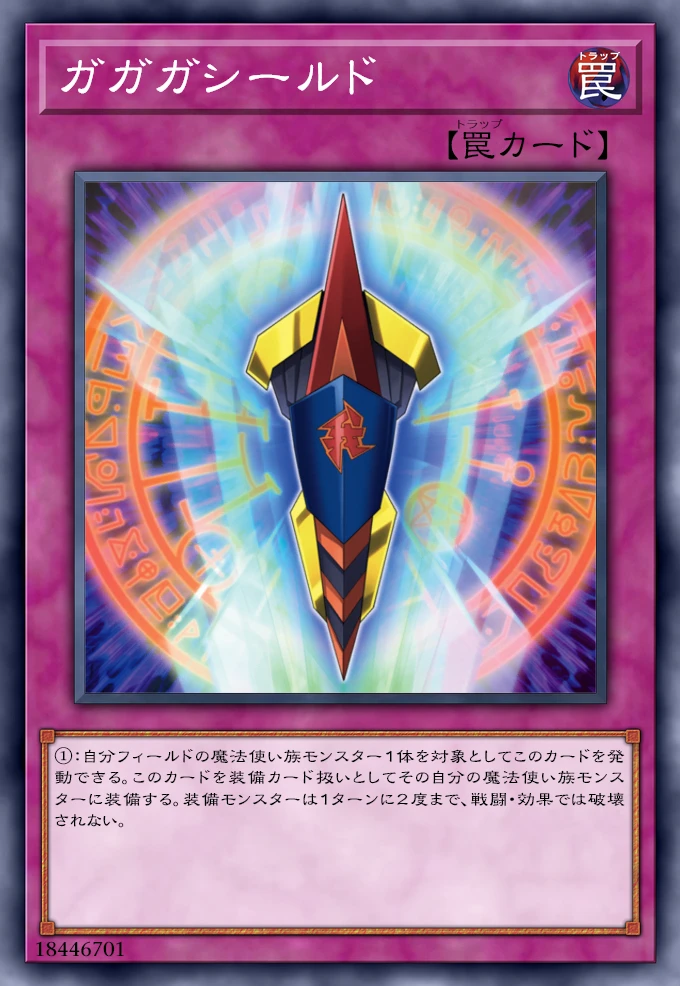 ガガガシールド
トラップ
罠
トラップ
【罠カード】
①:自分フィールドの魔法使い族モンスター1体を対象としてこのカードを発
動できる。このカードを装備カード扱いとしてその自分の魔法使い族モンス
ターに装備する。装備モンスターは1ターンに2度まで、戦闘・効果では破壊
されない。
18446701